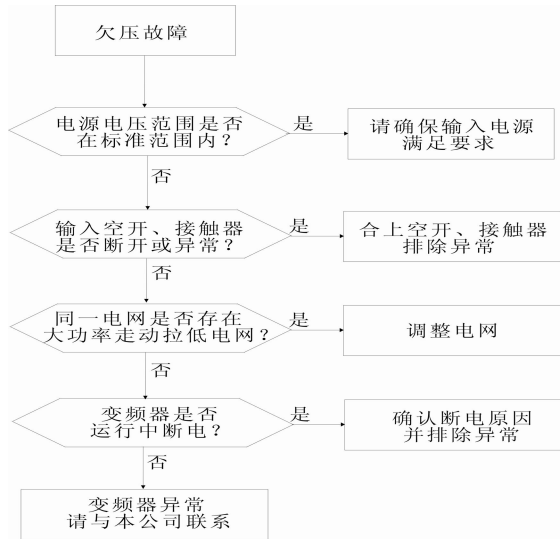 欠压故障
电源电压范围是否
在标准范围内？
是
请确保输入电源
满足要求
否
输入空开、接触器
是否断开或异常？
是
合上空开、接触器
排除异常
否
同一电网是否存在
大功率走动拉低电网？
是
调整电网
否
变频器是否
运行中断电？
是
确认断电原因
并排除异常
否
变频器异常
请与本公司联系